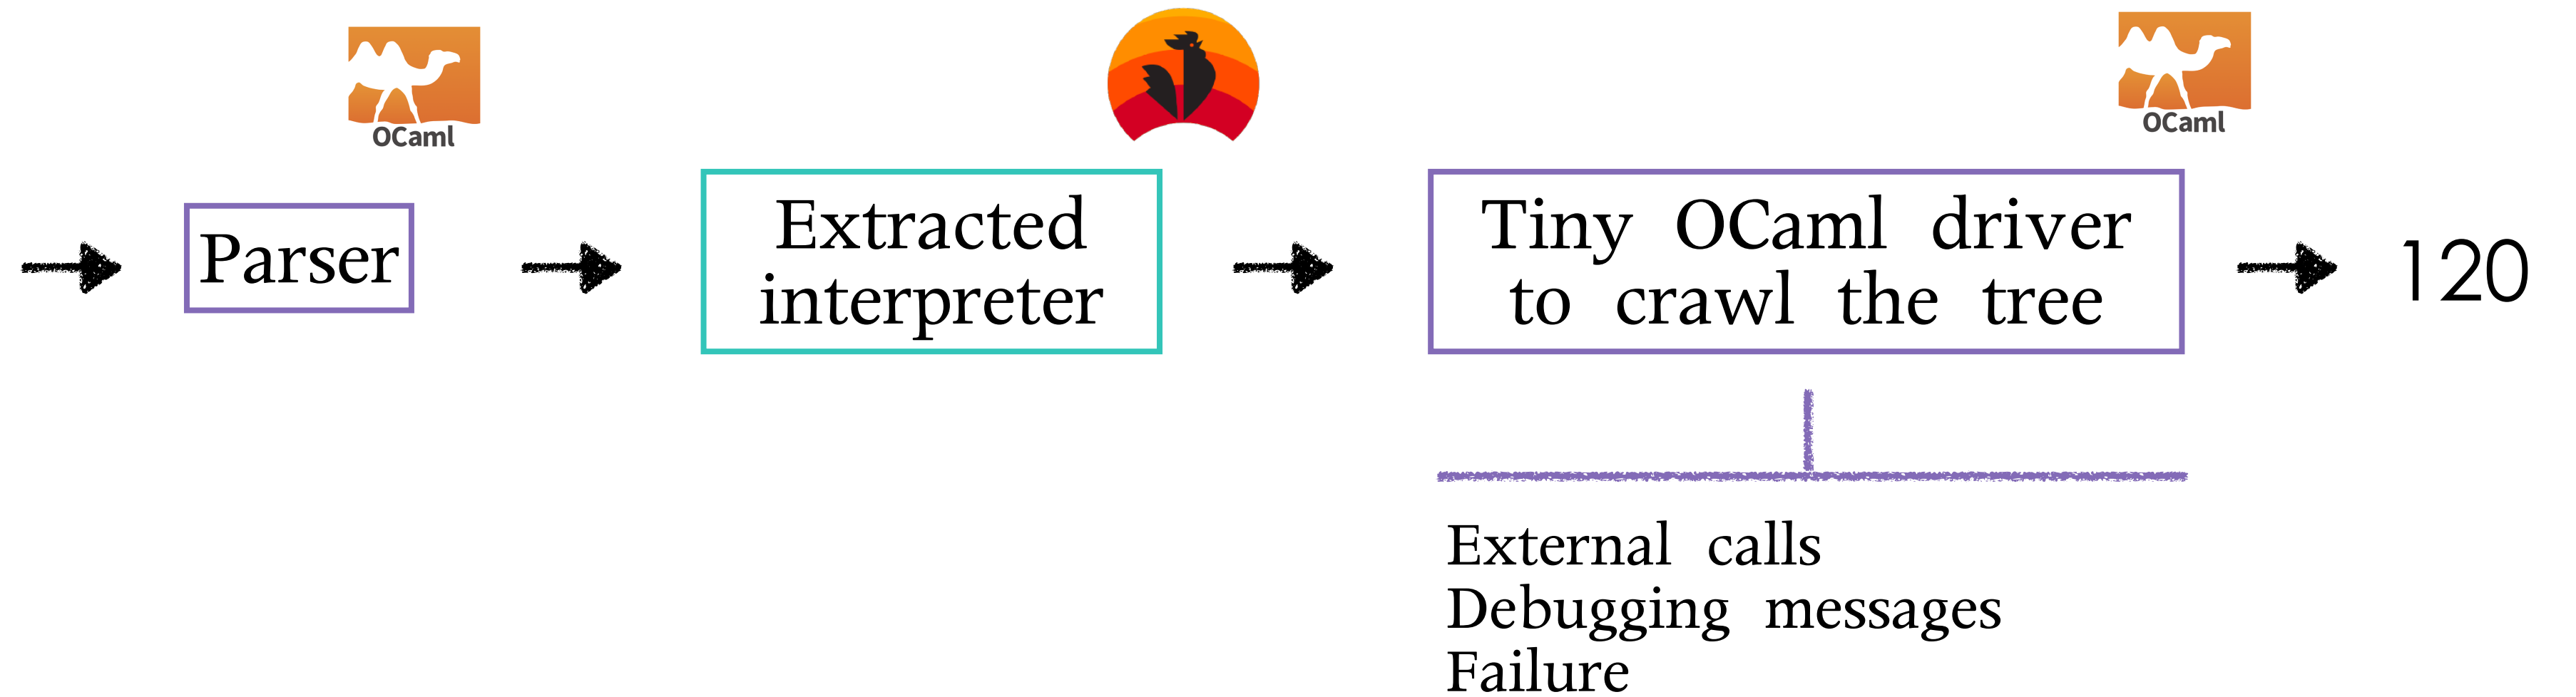 OCaml
OCaml
Parser
Extracted
interpreter
Tiny OCaml driver
to crawl the tree
120
External calls
Debugging messages
Failure